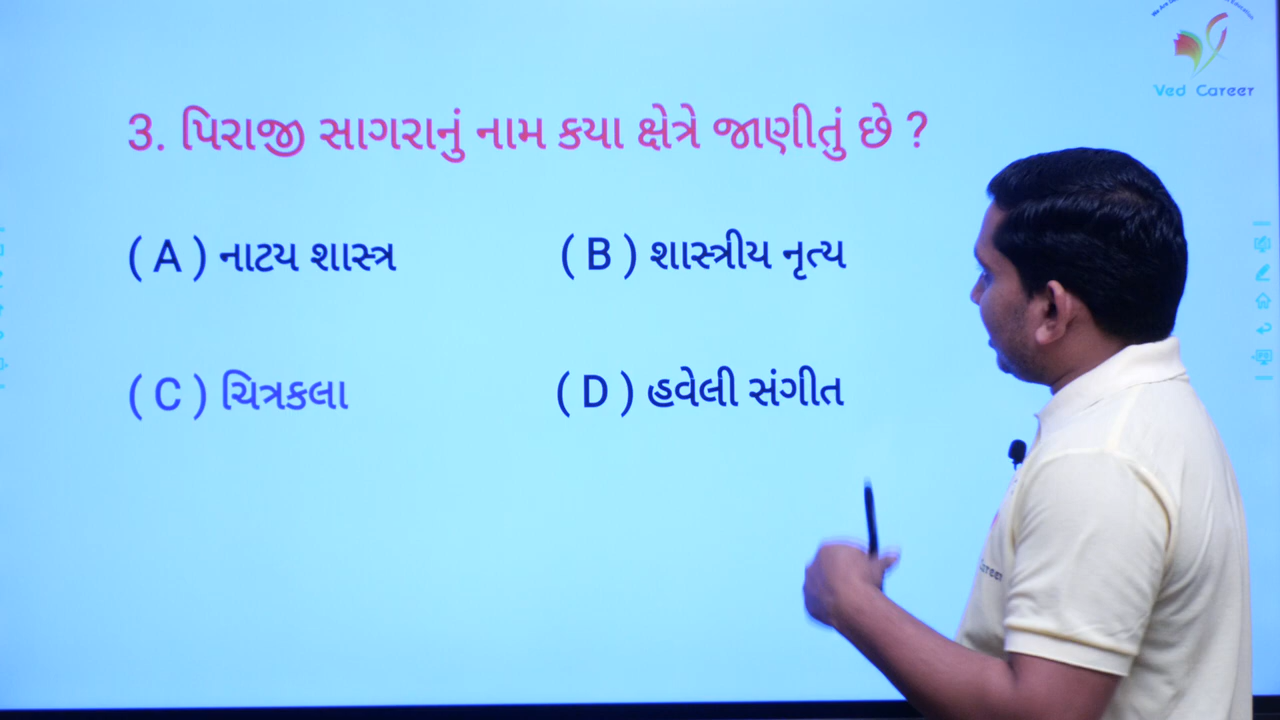 Ved Career
3. પિરાજી સાગરાનું નામ કયા ક્ષેત્રે જાણીતું છે ?
( A ) નાટય શાસ્ત્ર
( B ) શાસ્ત્રીય નૃત્ય
( C ) ચિત્રકલા
( D ) હવેલી સંગીત